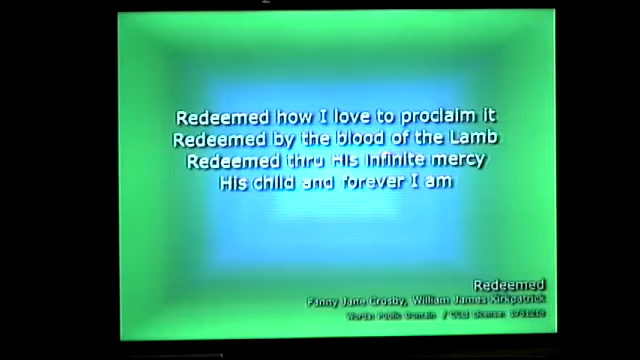 Redeemed how I love to proclaim it
Redeemed by the blood of the Lamb
Redeemed thru His infinite mercy
His child and forever I am
Redeemed
Fanny Jane Crosby, William James Kirkpatrick
Words: Public Domain / CCLI License: